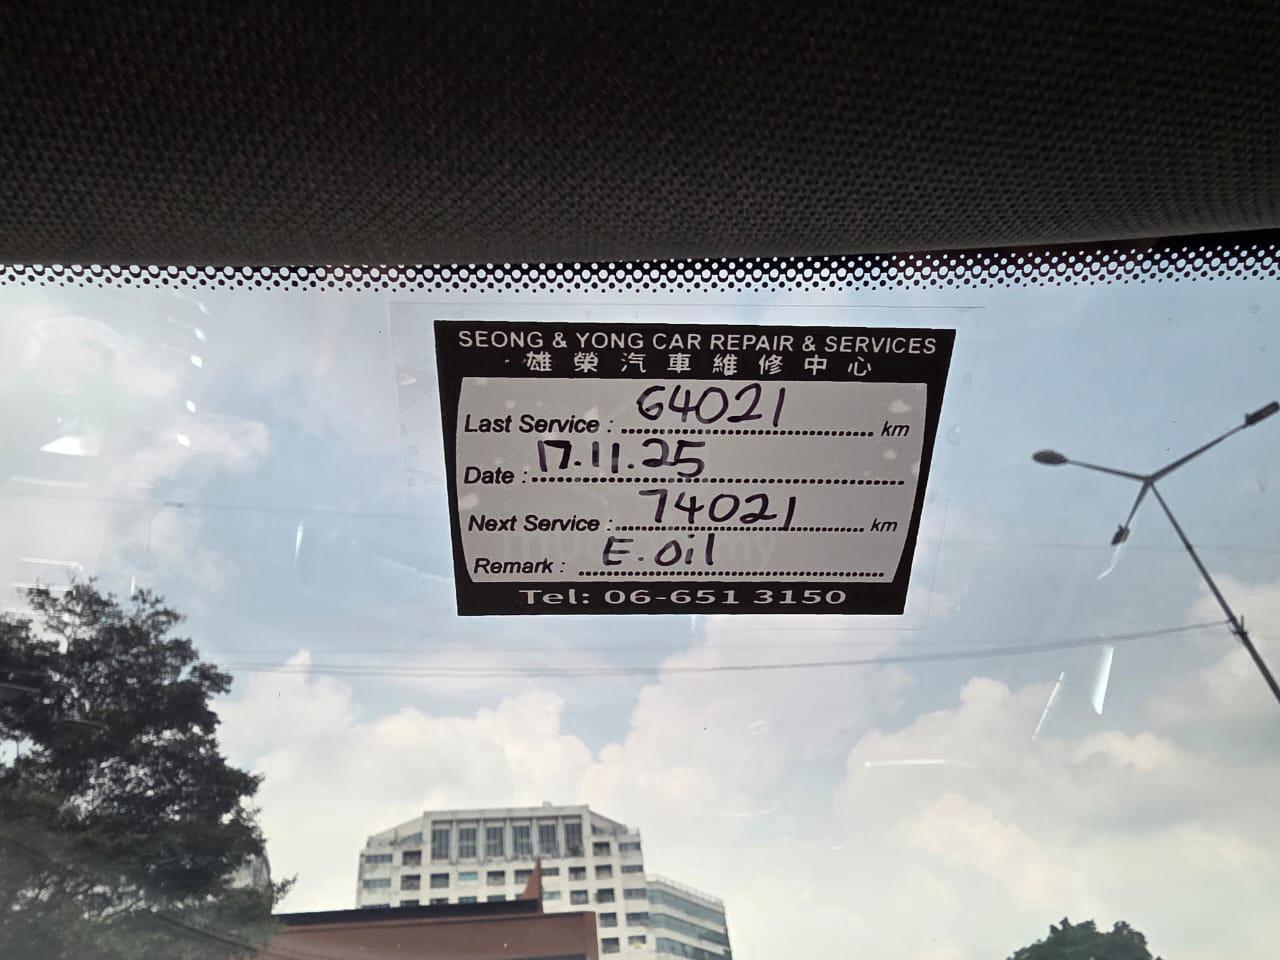 SEONG & YONG CAR REPAIR & SERVICES
雄榮汽車維修中心
Last Service : 64021 km
Date : 17.11.25
Next Service : 74021 km
Remark : E.Oil
Tel: 06-651 3150